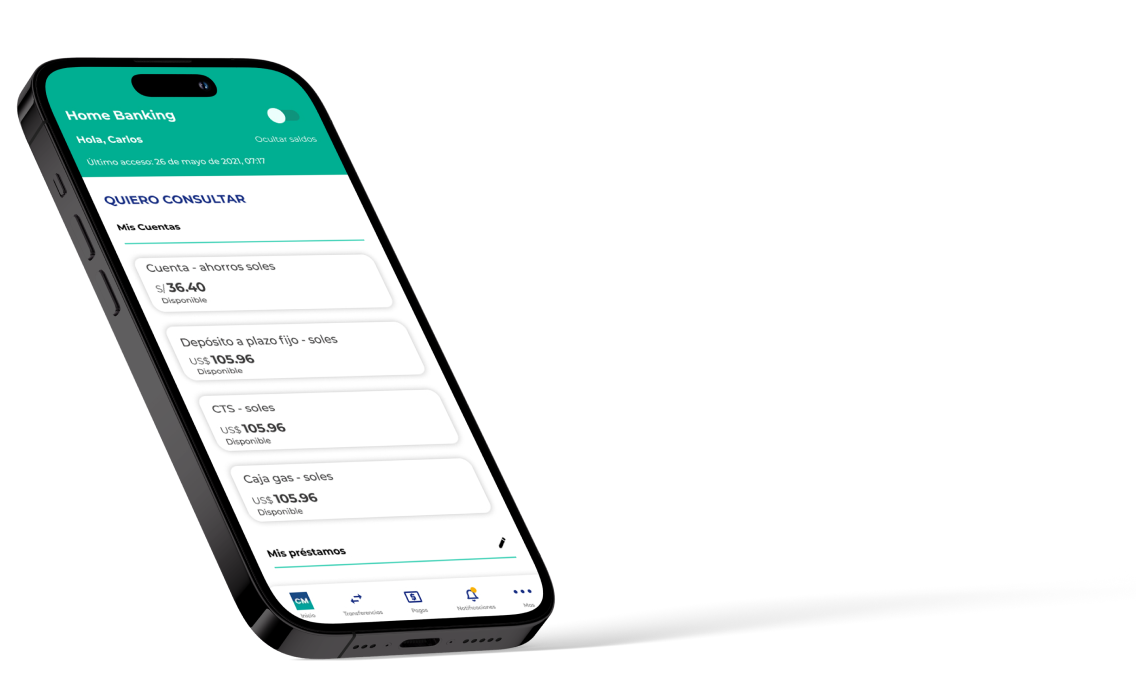 Home Banking
Hola, Carlos
Ocultar saldos
Último acceso: 26 de mayo de 2021, 07:17
QUIERO CONSULTAR
Mis Cuentas
Cuenta - ahorros soles
S/ 36.40
Disponible
Depósito a plazo fijo - soles
US$ 105.96
Disponible
CTS - soles
US$ 105.96
Disponible
Caja gas - soles
US$ 105.96
Disponible
Mis préstamos
CM
Inicio
Transferencias
Pagos
Notificaciones
Mas